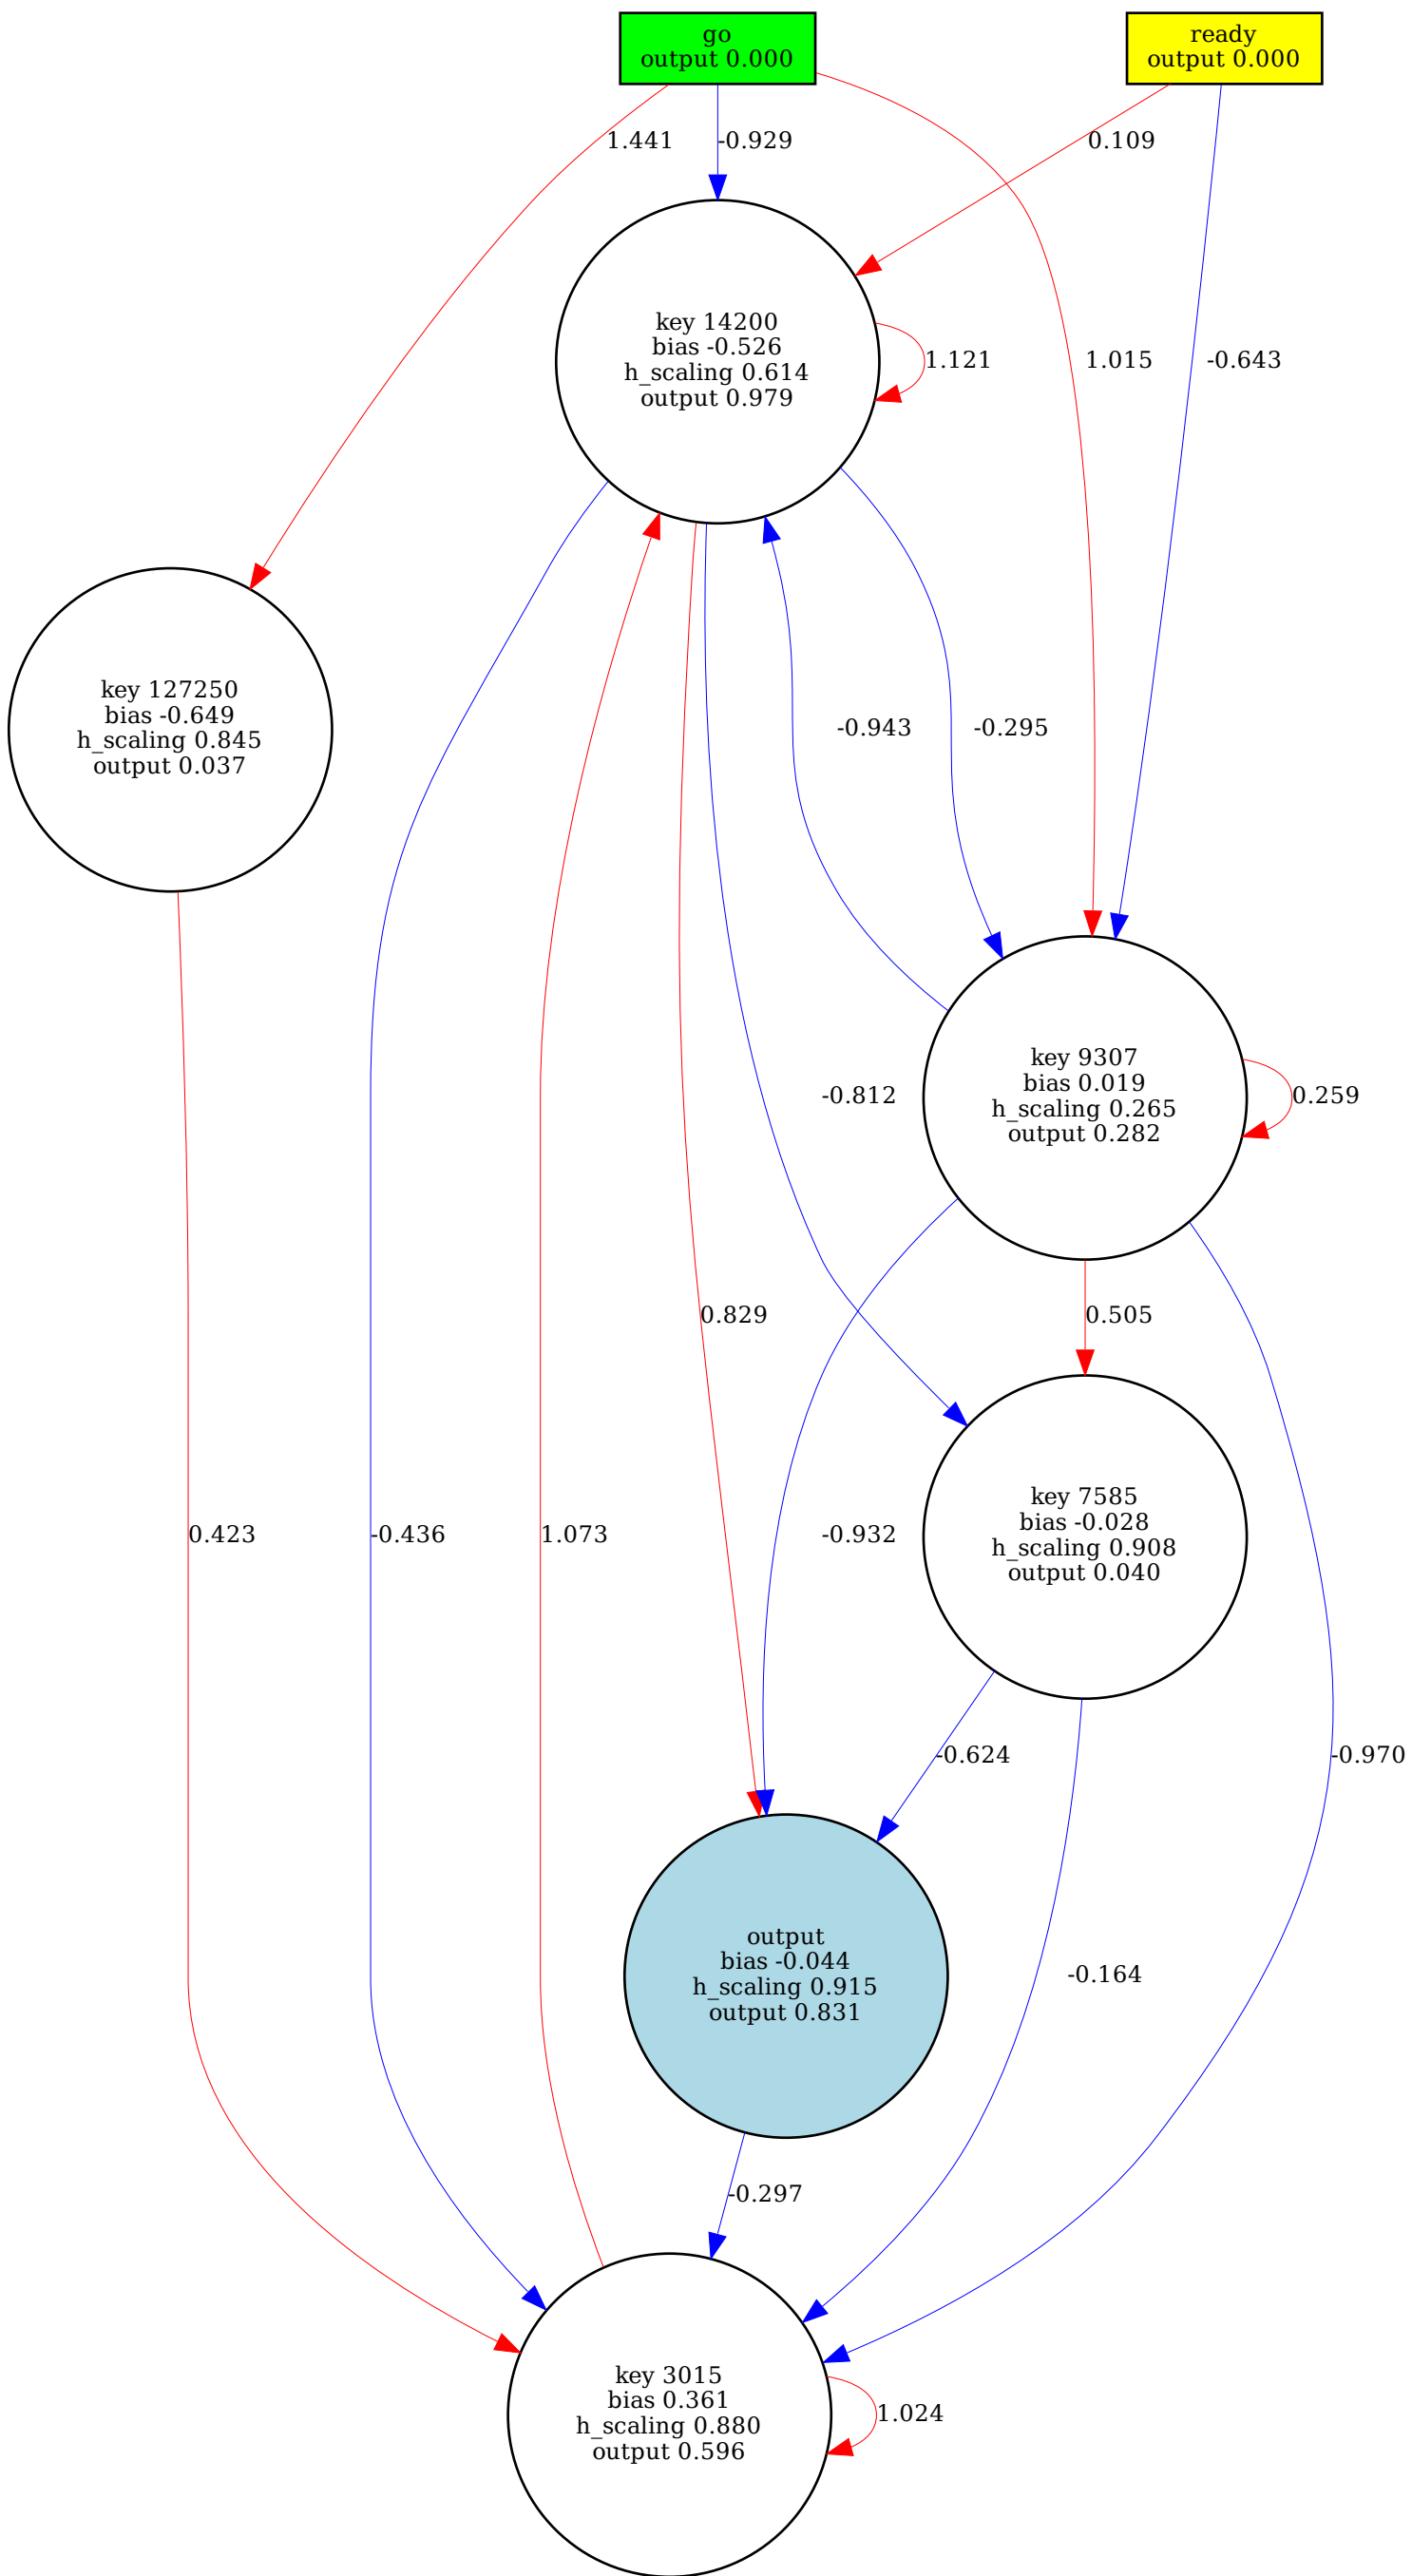 go
output 0.000
ready
output 0.000
1.441
-0.929
0.109
key 14200
bias -0.526
h_scaling 0.614
output 0.979
1.121
1.015
-0.643
key 127250
bias -0.649
h_scaling 0.845
output 0.037
-0.943
-0.295
key 9307
bias 0.019
h_scaling 0.265
output 0.282
-0.812
0.259
0.829
0.505
key 7585
bias -0.028
h_scaling 0.908
output 0.040
0.423
-0.436
1.073
-0.932
-0.624
-0.970
output
bias -0.044
h_scaling 0.915
output 0.831
-0.164
-0.297
key 3015
bias 0.361
h_scaling 0.880
output 0.596
1.024